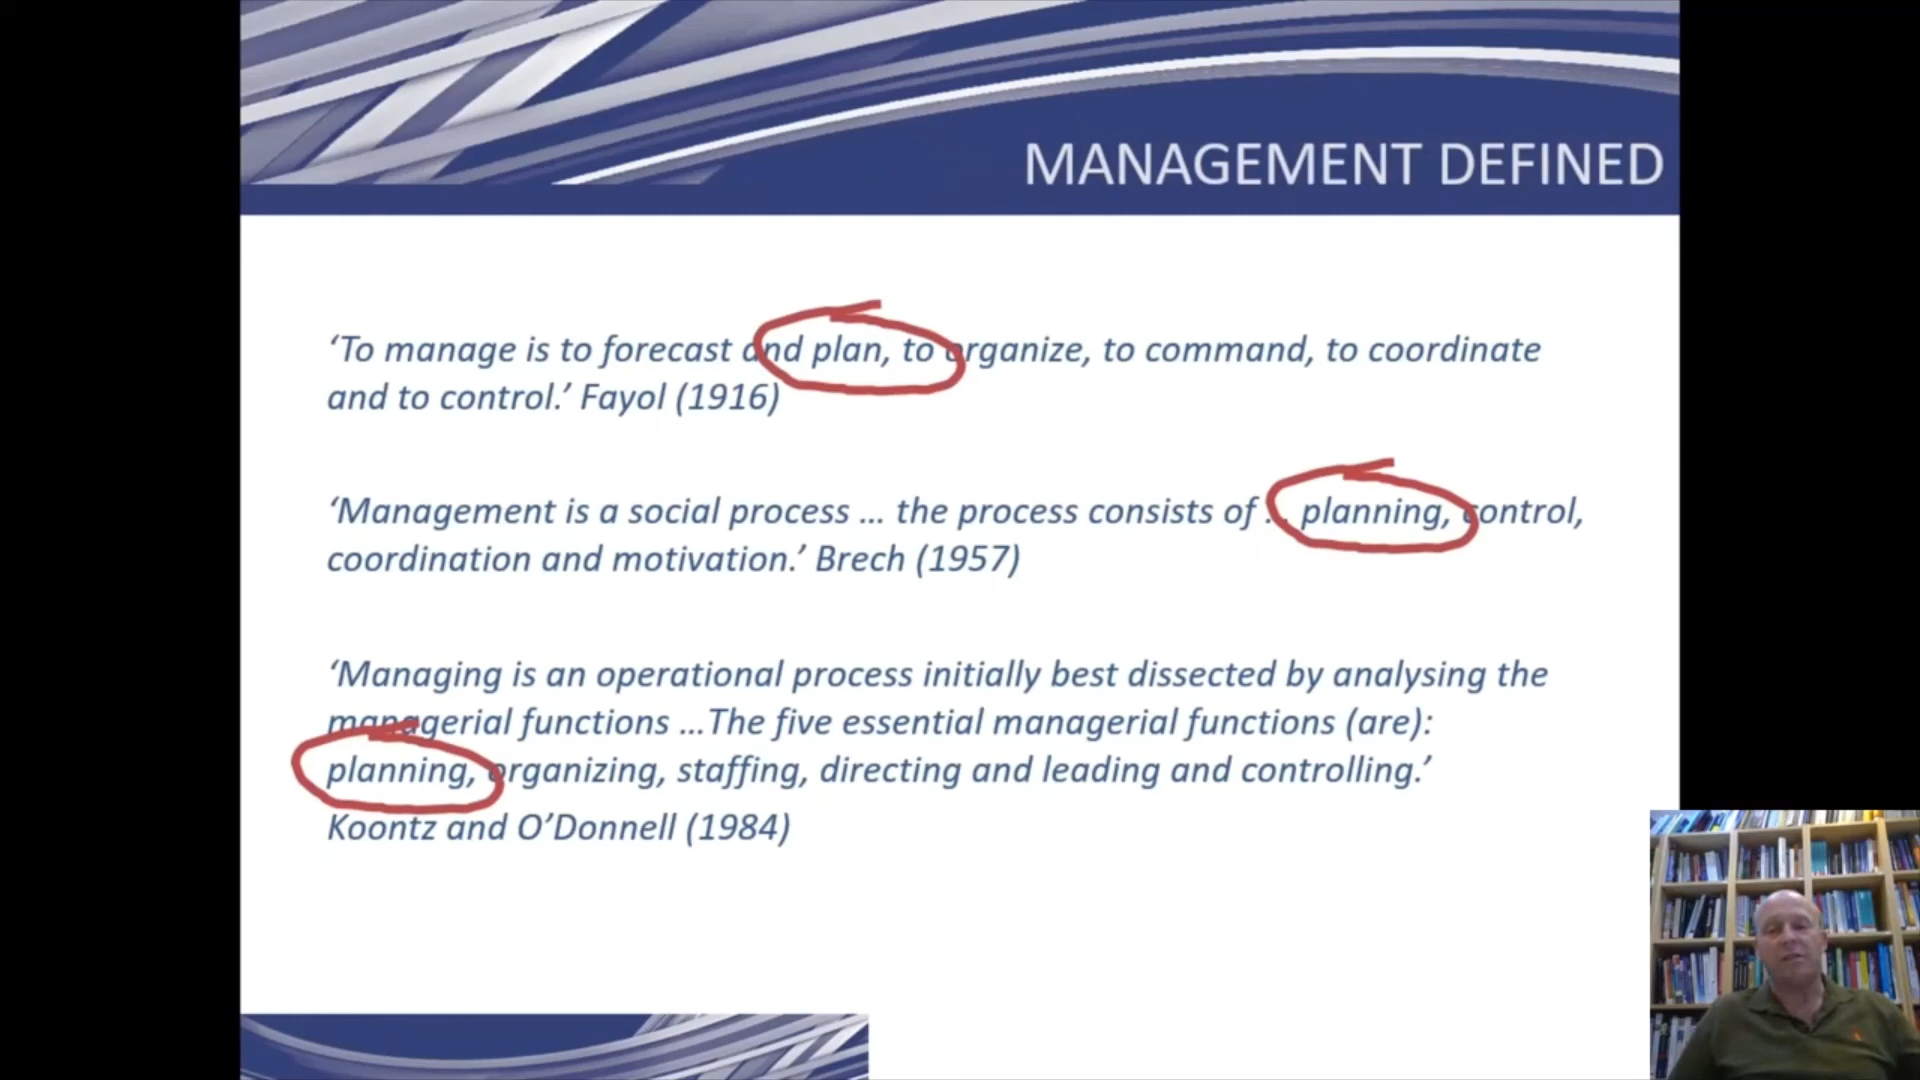 MANAGEMENT DEFINED
‘To manage is to forecast and plan, to organize, to command, to coordinate
and to control.’ Fayol (1916)
‘Management is a social process ... the process consists of ... planning, control,
coordination and motivation.’ Brech (1957)
‘Managing is an operational process initially best dissected by analysing the
managerial functions ...The five essential managerial functions (are):
planning, organizing, staffing, directing and leading and controlling.’
Koontz and O’Donnell (1984)